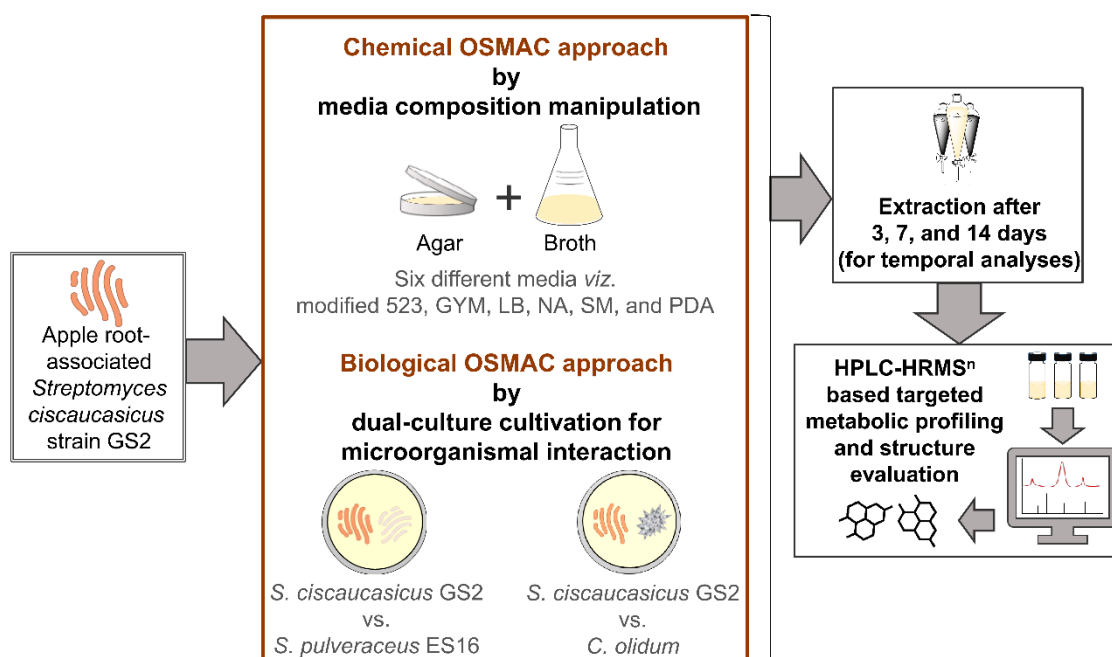 Apple root-
associated
Streptomyces
ciscaucasicus
strain GS2
Chemical OSMAC approach
by
media composition manipulation
+
Agar
Broth
Six different media viz.
modified 523, GYM, LB, NA, SM, and PDA
Biological OSMAC approach
by
dual-culture cultivation for
microorganismal interaction
S. ciscaucasicus GS2
vs.
S. pulveraceus ES16
S. ciscaucasicus GS2
vs.
C. olidum
Extraction after
3, 7, and 14 days
(for temporal analyses)
HPLC-HRMSⁿ
based targeted
metabolic profiling
and structure
evaluation